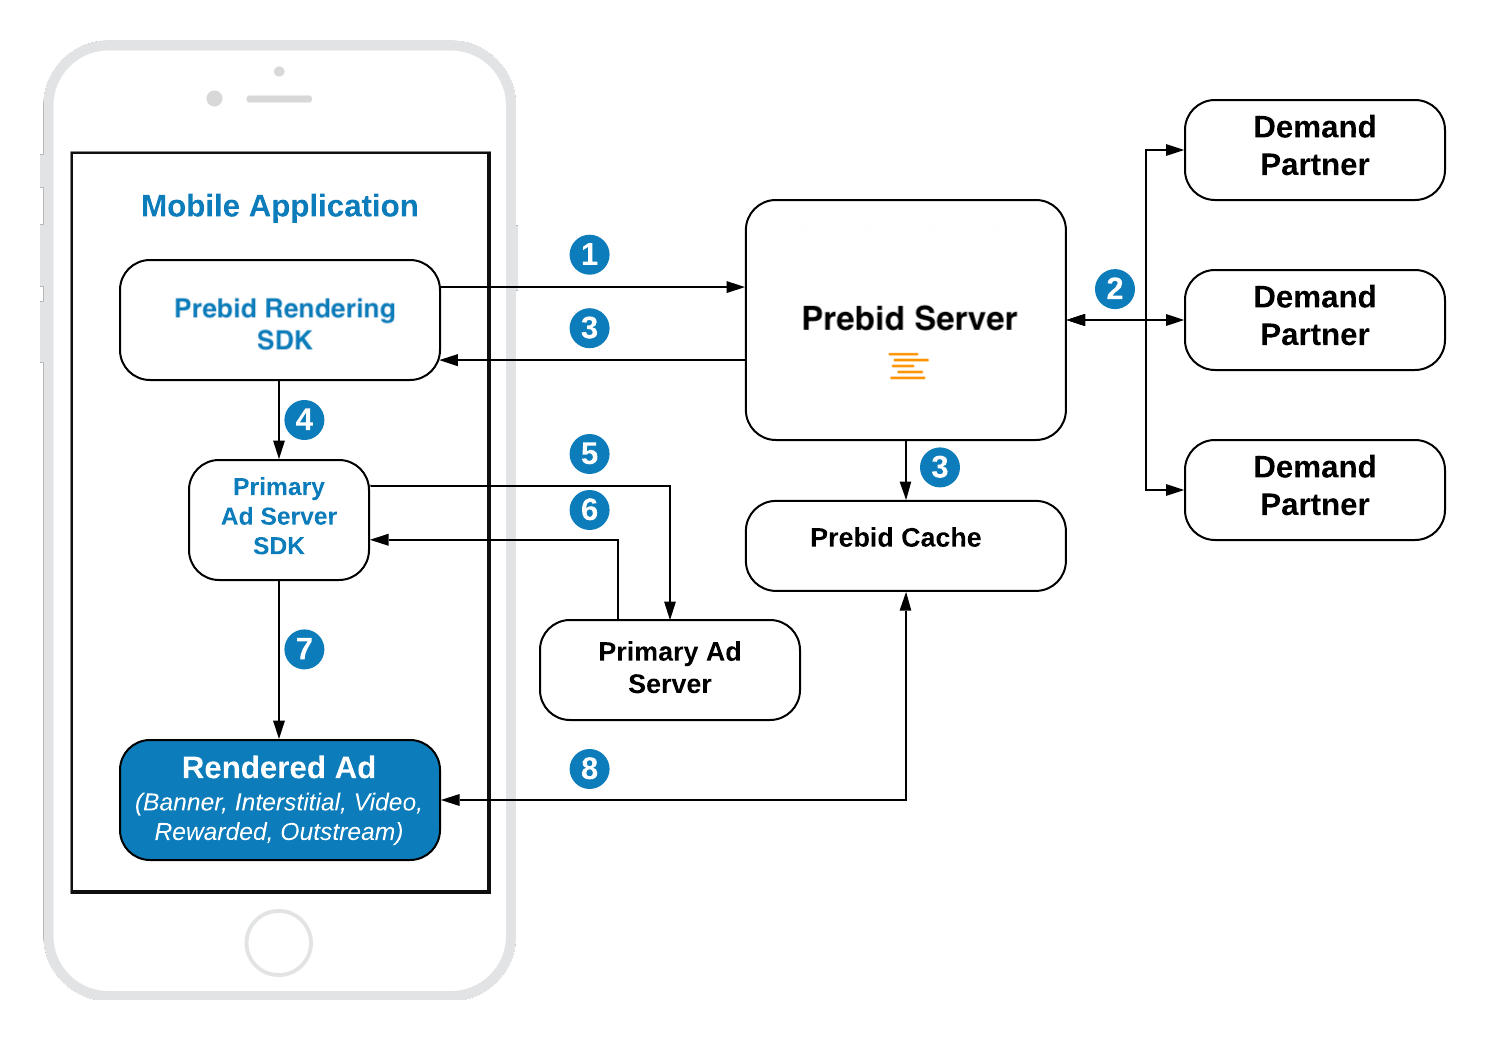 Mobile Application
Prebid Rendering
SDK
1
3
4
Primary
Ad Server
SDK
5
6
7
Rendered Ad
(Banner, Interstitial, Video,
Rewarded, Outstream)
8
Primary Ad
Server
Prebid Server
3
Prebid Cache
2
Demand
Partner
Demand
Partner
Demand
Partner